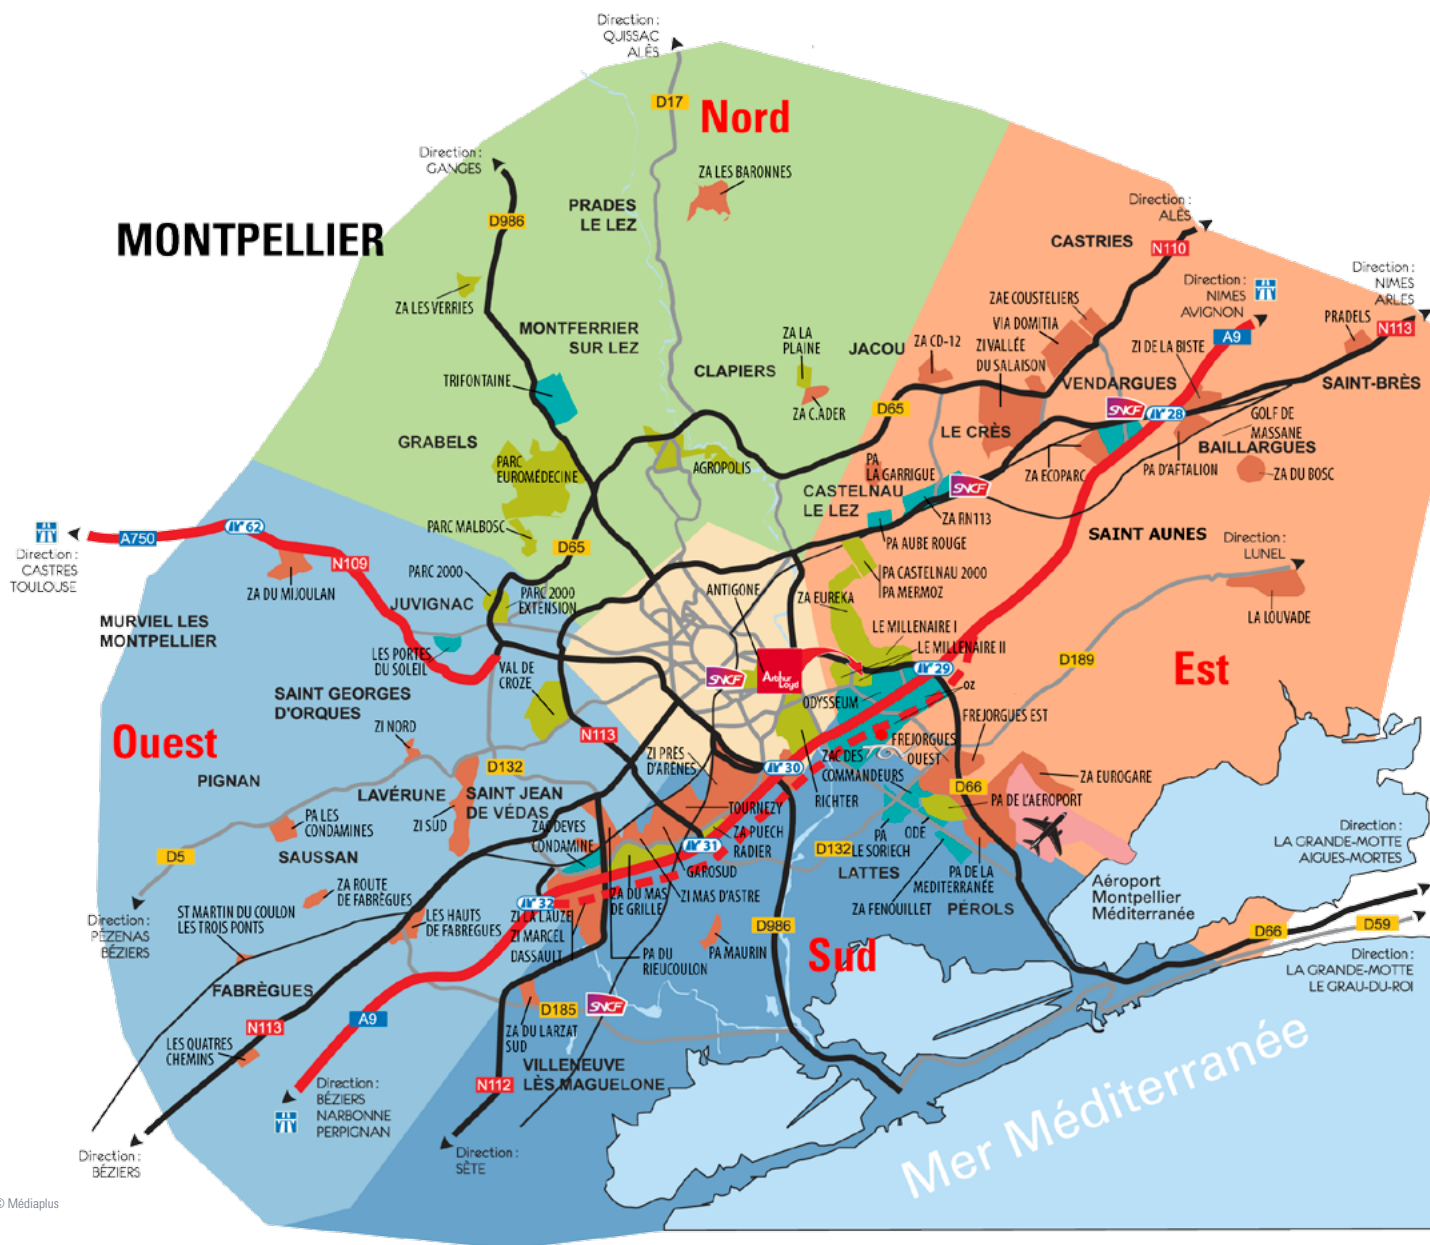 Direction :
QUISSAC
ALÈS
D17
Nord
Direction :
GANGES
ZA LES BARONNES
D986
PRADES
LE LEZ
MONTPELLIER
Direction :
ALÈS
CASTRIES
N110
Direction :
NIMES
AVIGNON
Direction :
NIMES
ARLES
ZA LES VERRIES
ZAE COUSTELIERS
VIA DOMITIA
PRADELS
N113
A9
MONTFERRIER
SUR LEZ
ZA LA
PLAINE
JACOU
ZA CD-12
ZI VALLÉE
DU SALAISON
ZI DE LA BISTE
TRIFONTAINE
CLAPIERS
VENDARGUES
SAINT-BRÈS
ZA C.ADER
D65
SNCF
28
GOLF DE
MASSANE
GRABELS
LE CRÈS
BAILLARGUES
PARC
EUROMÉDECINE
AGROPOLIS
PA
LA GARRIGUE
ZA ECOPARC
PA D'AFTALION
ZA DU BOSC
CASTELNAU
LE LEZ
SNCF
ZA RN113
PARC MALBOSC
A750
62
Direction :
CASTRES
TOULOUSE
D65
PA AUBE ROUGE
SAINT AUNES
Direction :
LUNEL
N109
ZA DU MIJOULAN
PARC 2000
JUVIGNAC
PARC 2000
EXTENSION
ANTIGONE
PA CASTELNAU 2000
PA MERMOZ
ZA EUREKA
LA LOUVADE
MURVIEL LES
MONTPELLIER
LE MILLENAIRE I
LE MILLENAIRE II
LES PORTES
DU SOLEIL
VAL DE
CROZE
SNCF
Arthur
Loyd
29
D189
Est
OZ
SAINT GEORGES
D'ORQUES
ODYSSEUM
FREJORGUES EST
ZI NORD
Ouest
N113
ZI PRÈS
D'ARÈNES
FREJORGUES
OUEST
ZAC DES
COMMANDEURS
D132
30
ZA EUROGARE
PIGNAN
LAVÉRUNE
SAINT JEAN
DE VÉDAS
D66
RICHTER
PA DE L'AEROPORT
TOURNEZY
PA LES
CONDAMINES
ZI SUD
ZAC DEVES
CONDAMINE
ZA PUECH
RADIER
PA
ODE
Direction :
LA GRANDE-MOTTE
AIGUES-MORTES
D5
SAUSSAN
31
D132
LE SORIECH
GAROSUD
LATTES
PA DE LA
MEDITERRANÉE
ZA ROUTE
DE FABRÈGUES
ZA DU MAS
DE GRILLE
ZI MAS D'ASTRE
Aéroport
Montpellier
Méditerranée
ST MARTIN DU COULON
LES TROIS PONTS
32
ZA FENOUILLET
PÉROLS
Direction :
PÉZENAS
BÉZIERS
LES HAUTS
DE FABREGUES
ZI LA LAUZE
ZI MARCEL
DASSAULT
D986
D66
D59
PA DU
RIEUCOULON
PA MAURIN
Sud
Direction :
LA GRANDE-MOTTE
LE GRAU-DU-ROI
FABRÈGUES
D185
SNCF
A9
N113
ZA DU LARZAT
SUD
LES QUATRES
CHEMINS
VILLENEUVE
LÈS MAGUELONE
N112
Direction :
BÉZIERS
NARBONNE
PERPIGNAN
Mer Méditerranée
Direction :
BÉZIERS
Direction :
SÈTE
© Médiaplus